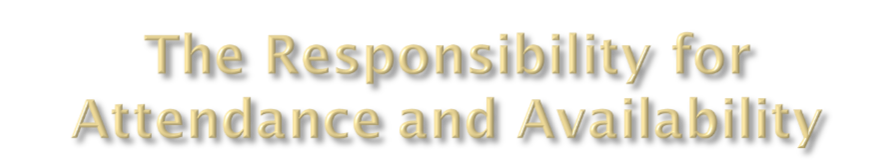 The Responsibility for
Attendance and Availability